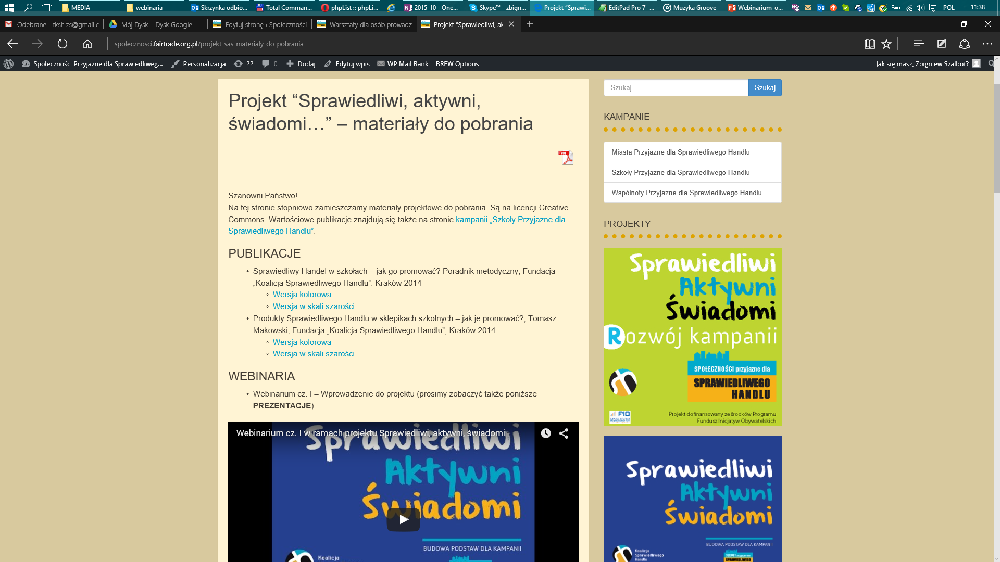 MEDIA
webinaria
Skrzynka odbio...
Total Comman...
phpList :: phpLi...
2015-10 - One...
Skype™ - zbign...
Projekt “Sprawi...
EditPad Pro 7 -...
Muzyka Groove
Webinarium-o...
POL
11:38
Odebrane - fksh.zs@gmail.c
Mój Dysk – Dysk Google
Edytuj stronę ‹ Społeczności
Warsztaty dla osób prowadz
Projekt “Sprawiedliwi, ak
spolecznosci.fairtrade.org.pl/projekt-sas-materialy-do-pobrania
Społeczności Przyjazne dla Sprawiedliweg...
Personalizacja
22
0
Dodaj
Edytuj wpis
WP Mail Bank
BREW Options
Jak się masz, Zbigniew Szalbot?
Projekt “Sprawiedliwi, aktywni,
świadomi…” – materiały do pobrania
PDF
Szanowni Państwo!
Na tej stronie stopniowo zamieszczamy materiały projektowe do pobrania. Są na licencji Creative
Commons. Wartościowe publikacje znajdują się także na stronie kampanii „Szkoły Przyjazne dla
Sprawiedliwego Handlu”.
PUBLIKACJE
• Sprawiedliwy Handel w szkołach – jak go promować? Poradnik metodyczny, Fundacja
„Koalicja Sprawiedliwego Handlu”, Kraków 2014
◦ Wersja kolorowa
◦ Wersja w skali szarości
• Produkty Sprawiedliwego Handlu w sklepikach szkolnych – jak je promować?, Tomasz
Makowski, Fundacja „Koalicja Sprawiedliwego Handlu”, Kraków 2014
◦ Wersja kolorowa
◦ Wersja w skali szarości
WEBINARIA
• Webinarium cz. I – Wprowadzenie do projektu (prosimy zobaczyć także poniższe
PREZENTACJE)
Webinarium cz. I w ramach projektu Sprawiedliwi, aktywni, świadomi
Sprawiedliwi
Aktywni
Świadomi
BUDOWA PODSTAW DLA KAMPANII
Koalicja
Szukaj
Szukaj
KAMPANIE
Miasta Przyjazne dla Sprawiedliwego Handlu
Szkoły Przyjazne dla Sprawiedliwego Handlu
Wspólnoty Przyjazne dla Sprawiedliwego Handlu
PROJEKTY
Sprawiedliwi
Aktywni
Świadomi
Rozwój kampanii
SPOŁECZNOŚCI przyjazne dla
SPRAWIEDLIWEGO
HANDLU
FIO
Projekt dofinansowany ze środków Programu
Fundusz Inicjatyw Obywatelskich
Sprawiedliwi
Aktywni
Świadomi
BUDOWA PODSTAW DLA KAMPANII
Koalicja
Sprawiedliwego
Handlu
SZKOŁY przyjazne dla
SPRAWIEDLIWEGO